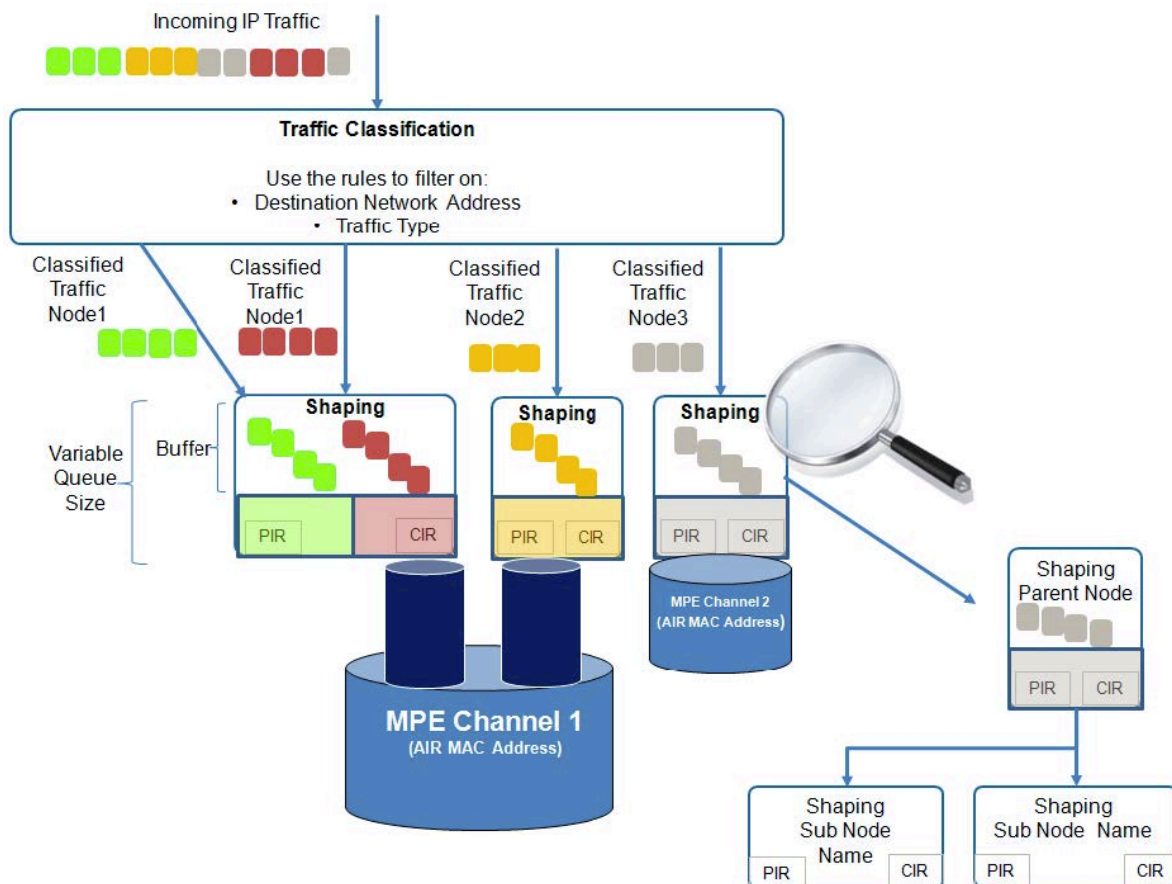 Incoming IP Traffic
Traffic Classification
Use the rules to filter on:
• Destination Network Address
• Traffic Type
Classified
Traffic
Node1
Classified
Traffic
Node1
Classified
Traffic
Node2
Classified
Traffic
Node3
Variable
Queue
Size
Buffer
Shaping
PIR
CIR
Shaping
PIR
CIR
Shaping
PIR
CIR
MPE Channel 2
(AIR MAC Address)
MPE Channel 1
(AIR MAC Address)
Shaping
Parent Node
PIR
CIR
Shaping
Sub Node
Name
PIR
CIR
Shaping
Sub Node Name
PIR
CIR